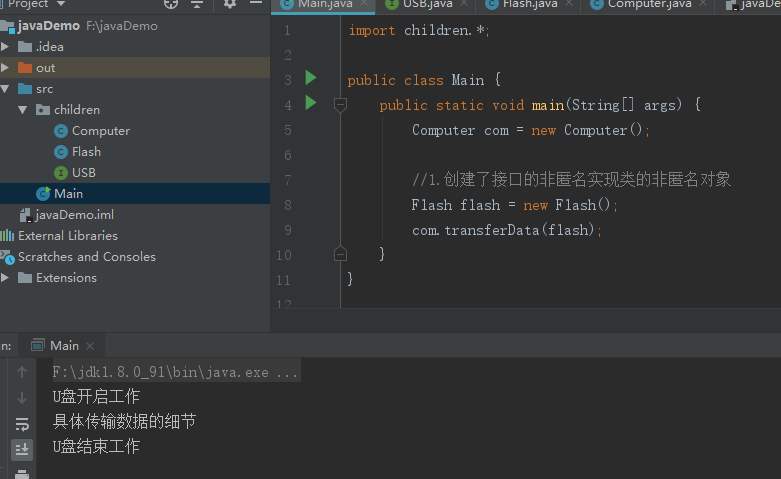 Project
javaDemo F:\javaDemo
.idea
out
src
children
Computer
Flash
USB
Main
javaDemo.iml
External Libraries
Scratches and Consoles
Extensions
Main.java USB.java Flash.java Computer.java javaDem
1 import children.*;
2
3 public class Main {
4 public static void main(String[] args) {
5 Computer com = new Computer();
6
7 //1.创建了接口的非匿名实现类的非匿名对象
8 Flash flash = new Flash();
9 com.transferData(flash);
10 }
11 }
12
n: Main
F:\jdk1.8.0_91\bin\java.exe ...
U盘开启工作
具体传输数据的细节
U盘结束工作